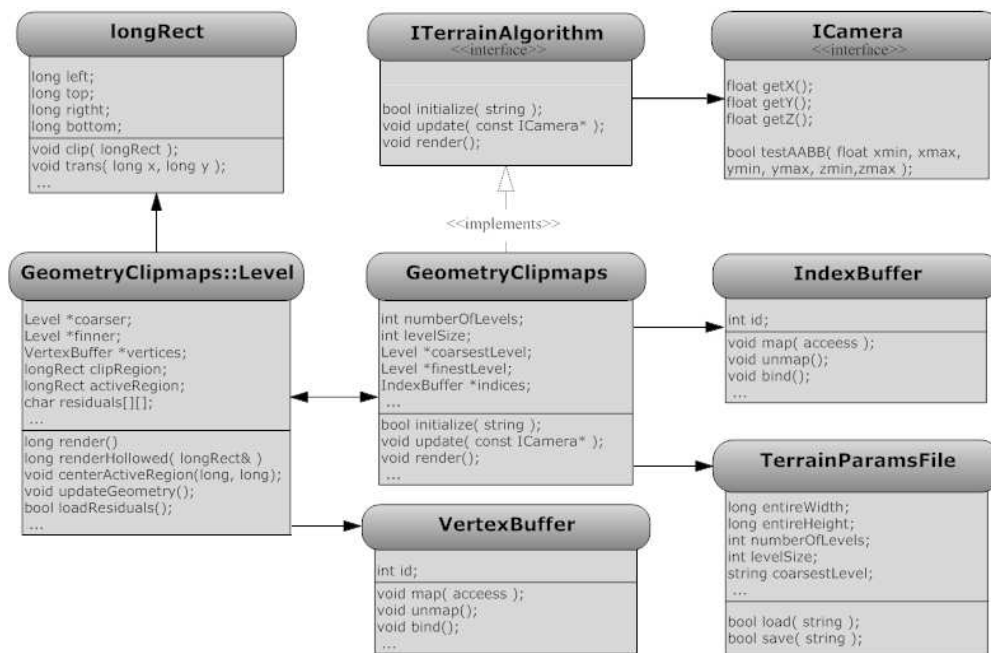 longRect
long left;
long top;
long rigtht;
long bottom;
void clip( longRect );
void trans( long x, long y );
...
ITerrainAlgorithm
<<interface>>
bool initialize( string );
void update( const ICamera* );
void render();
ICamera
<<interface>>
float getX();
float getY();
float getZ();
bool testAABB( float xmin, xmax,
ymin, ymax, zmin,zmax );
<<implements>>
GeometryClipmaps::Level
Level *coarser;
Level *finner;
VertexBuffer *vertices;
longRect clipRegion;
longRect activeRegion;
char residuals[][];
...
long render()
long renderHollowed( longRect& )
void centerActiveRegion(long, long);
void updateGeometry();
bool loadResiduals();
...
GeometryClipmaps
int numberOfLevels;
int levelSize;
Level *coarsestLevel;
Level *finestLevel;
IndexBuffer *indices;
...
bool initialize( string );
void update( const ICamera* );
void render();
...
IndexBuffer
int id;
void map( acceess );
void unmap();
void bind();
...
VertexBuffer
int id;
void map( acceess );
void unmap();
void bind();
...
TerrainParamsFile
long entireWidth;
long entireHeight;
int numberOfLevels;
int levelSize;
string coarsestLevel;
...
bool load( string );
bool save( string );